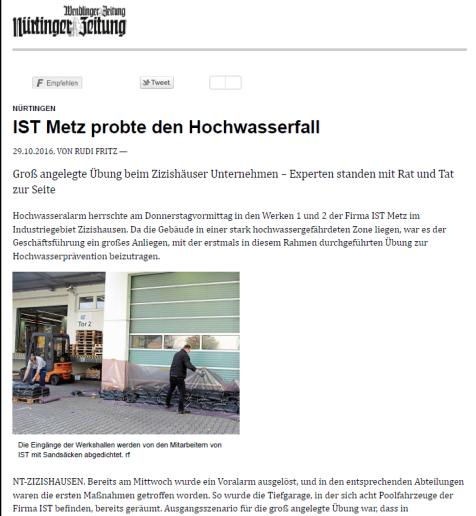 Wendlinger Zeitung
Nürtinger Zeitung
F Empfehlen
Tweet
NÜRTINGEN
IST Metz probte den Hochwasserfall
29.10.2016, VON RUDI FRITZ —
Groß angelegte Übung beim Zizishäuser Unternehmen – Experten standen mit Rat und Tat
zur Seite
Hochwasseralarm herrschte am Donnerstagvormittag in den Werken 1 und 2 der Firma IST Metz im
Industriegebiet Zizishausen. Da die Gebäude in einer stark hochwassergefährdeten Zone liegen, war es der
Geschäftsführung ein großes Anliegen, mit der erstmals in diesem Rahmen durchgeführten Übung zur
Hochwasserprävention beizutragen.
Tor 2
Die Eingänge der Werkshallen werden von den Mitarbeitern von
IST mit Sandsäcken abgedichtet. rf
NT-ZIZISHAUSEN. Bereits am Mittwoch wurde ein Voralarm ausgelöst, und in den entsprechenden Abteilungen
waren die ersten Maßnahmen getroffen worden. So wurde die Tiefgarage, in der sich acht Poolfahrzeuge der
Firma IST befinden, bereits geräumt. Ausgangsszenario für die groß angelegte Übung war, dass in